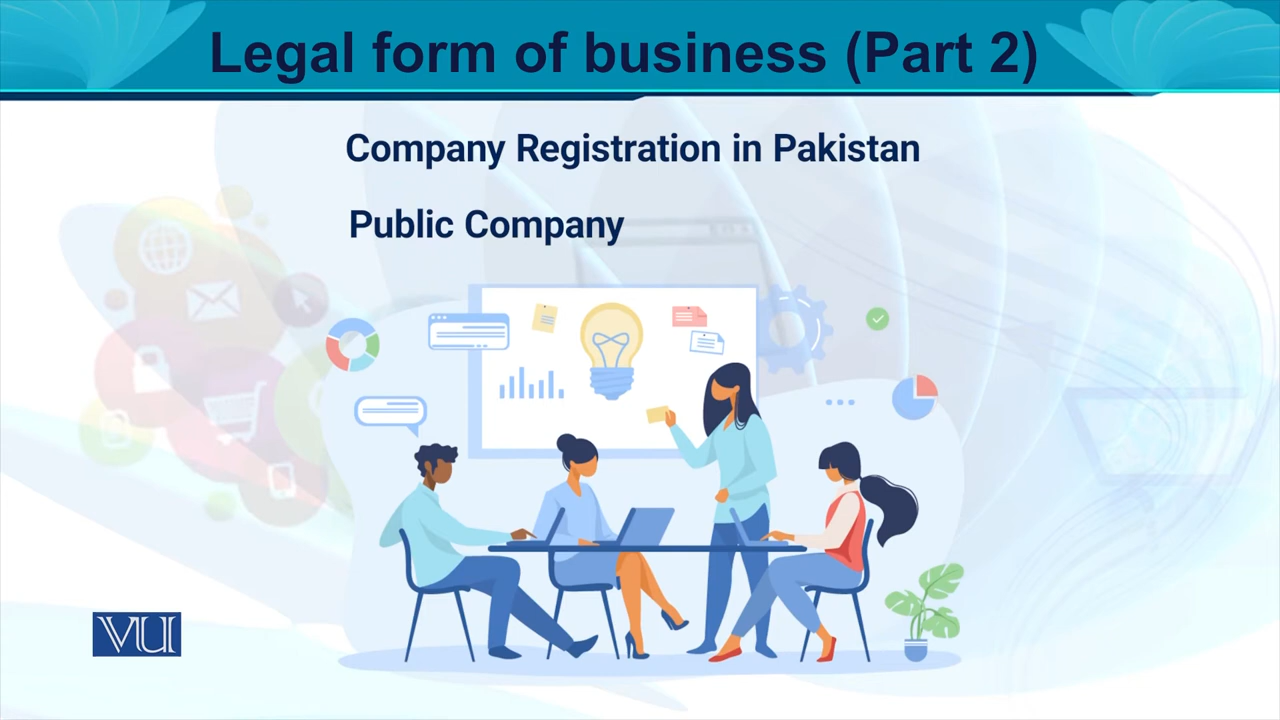 Legal form of business (Part 2)
Company Registration in Pakistan
Public Company
VU